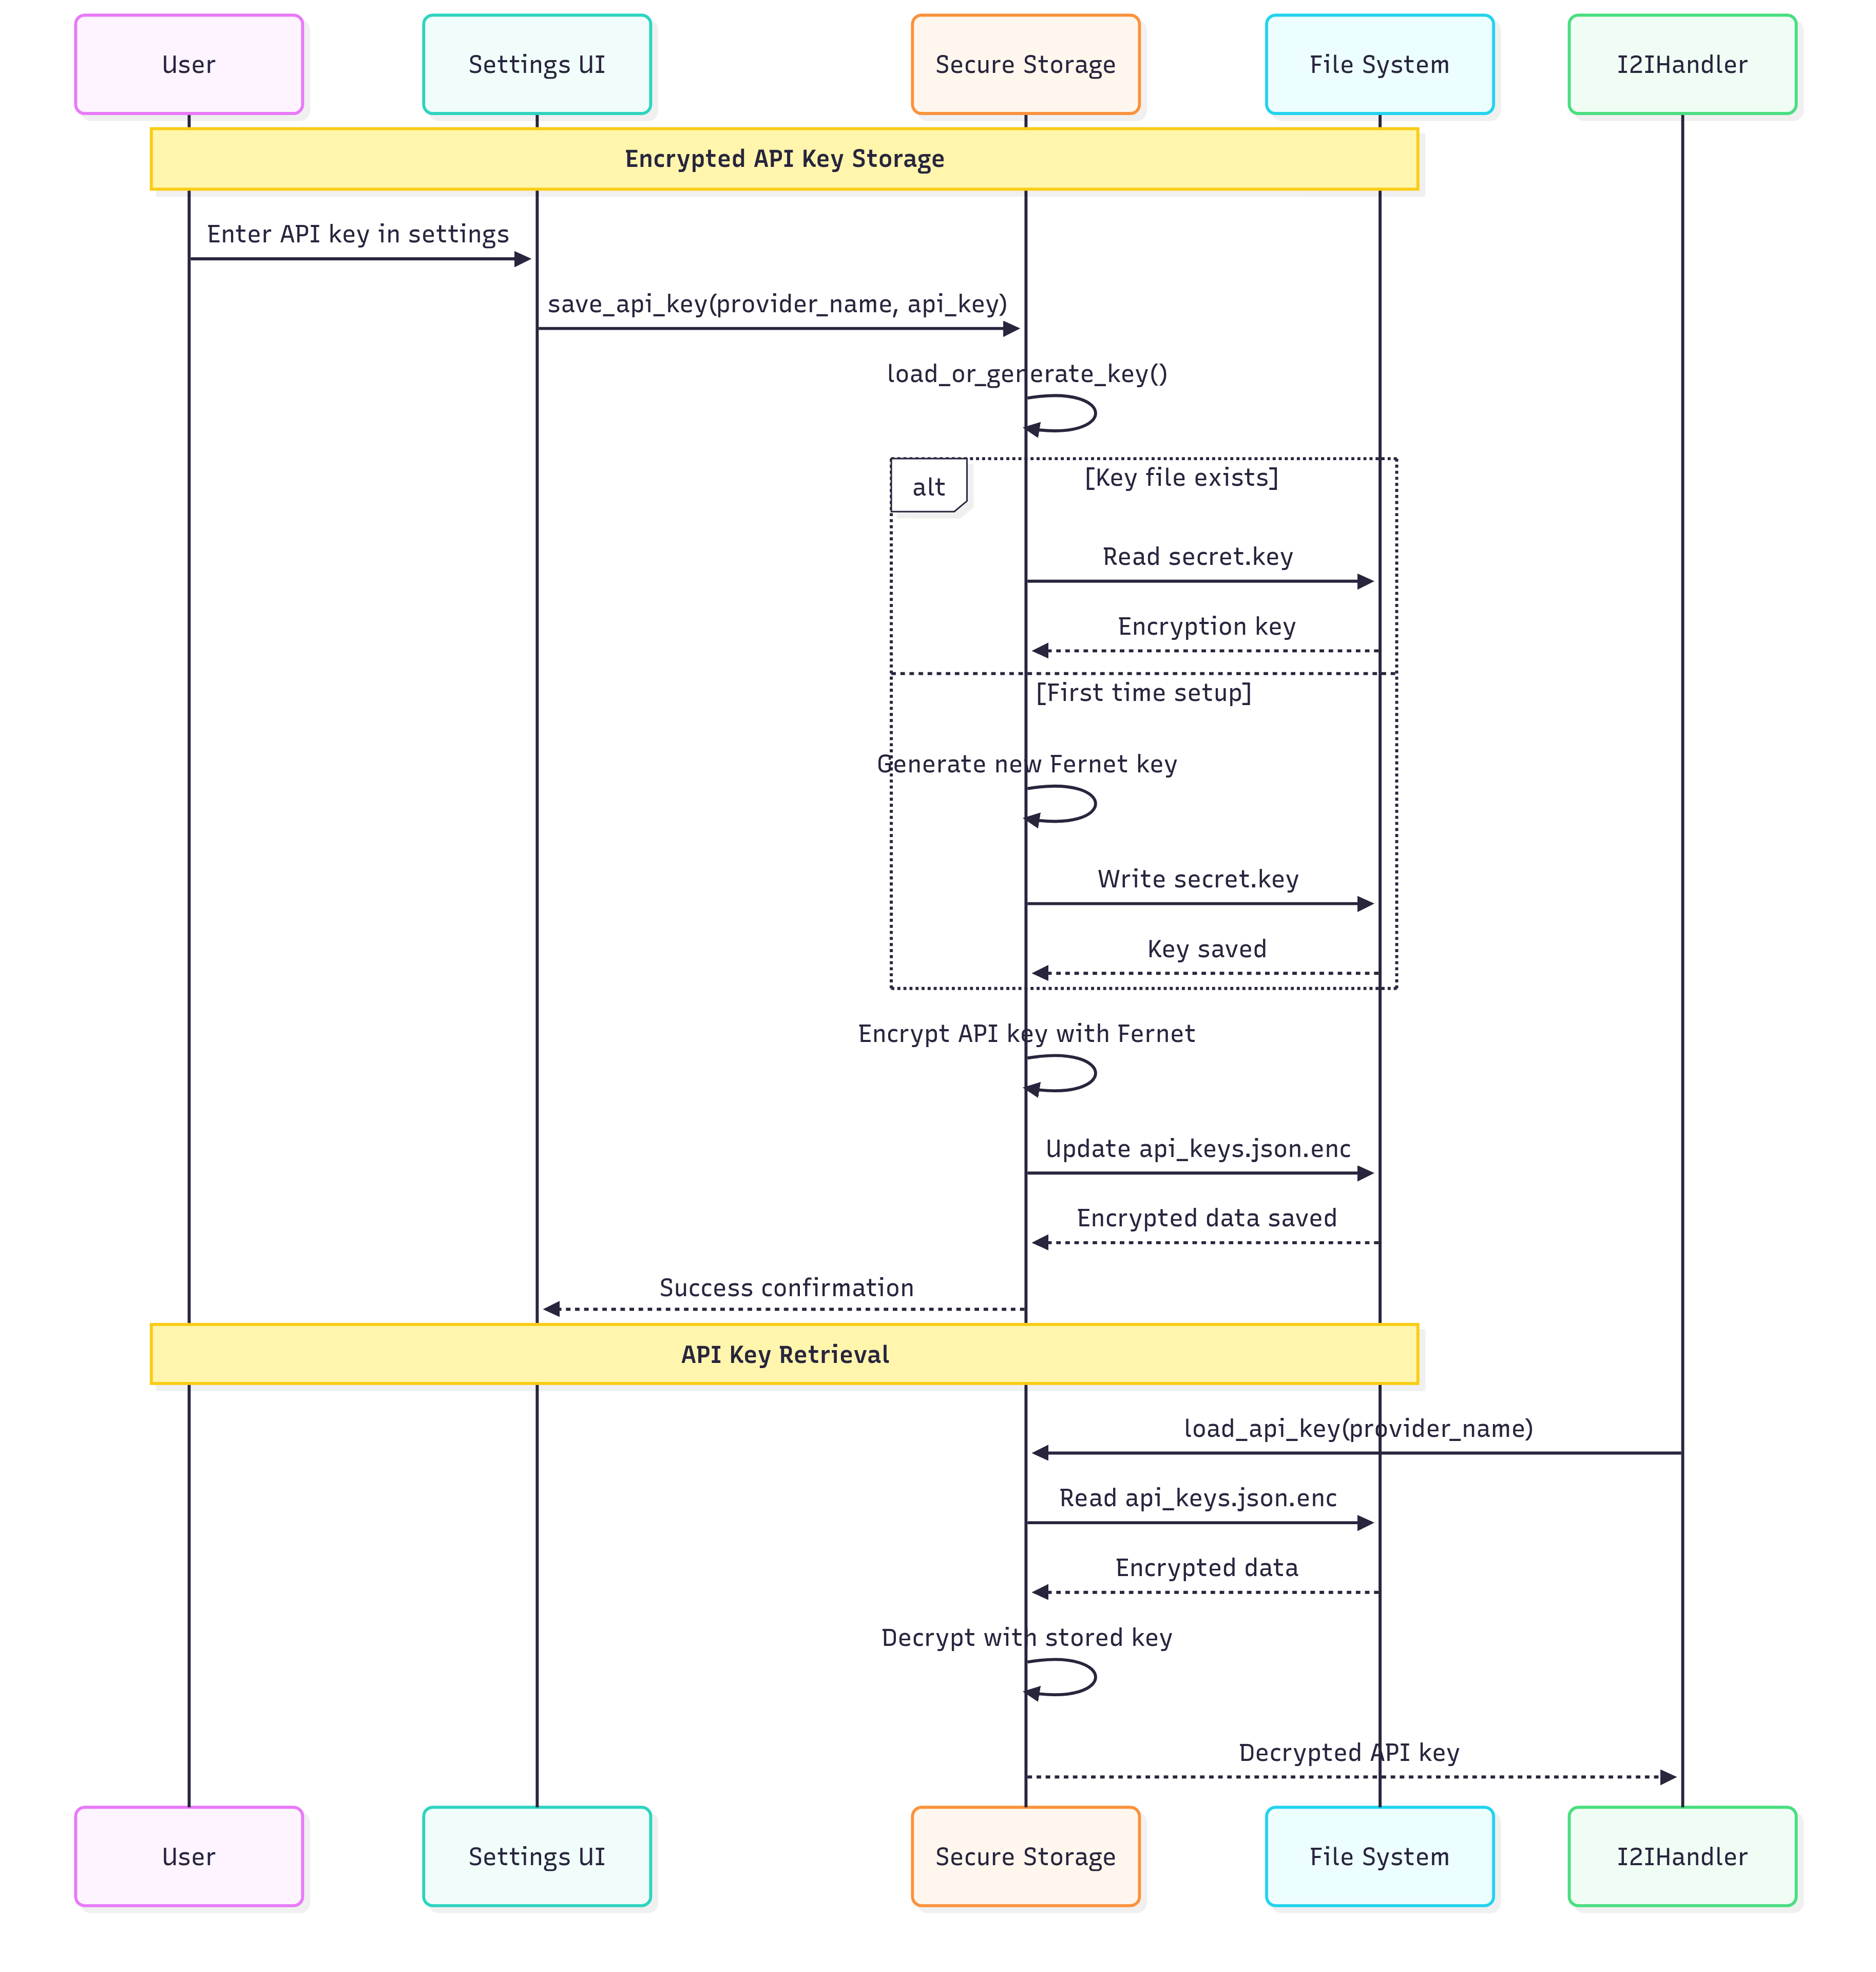 User
Settings UI
Secure Storage
File System
I2IHandler
Encrypted API Key Storage
Enter API key in settings
save_api_key(provider_name, api_key)
load_or_generate_key()
alt
[Key file exists]
Read secret.key
Encryption key
[First time setup]
Generate new Fernet key
Write secret.key
Key saved
Encrypt API key with Fernet
Update api_keys.json.enc
Encrypted data saved
Success confirmation
API Key Retrieval
load_api_key(provider_name)
Read api_keys.json.enc
Encrypted data
Decrypt with stored key
Decrypted API key
User
Settings UI
Secure Storage
File System
I2IHandler